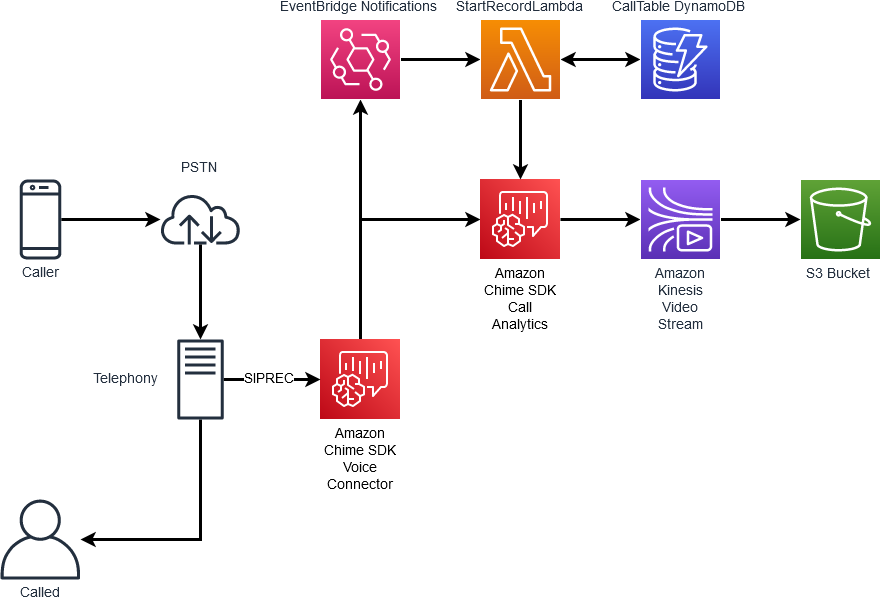 EventBridge Notifications
StartRecordLambda
CallTable DynamoDB
PSTN
Caller
Amazon
Chime SDK
Call
Analytics
Amazon
Kinesis
Video
Stream
S3 Bucket
Telephony
SIPREC
Amazon
Chime SDK
Voice
Connector
Called